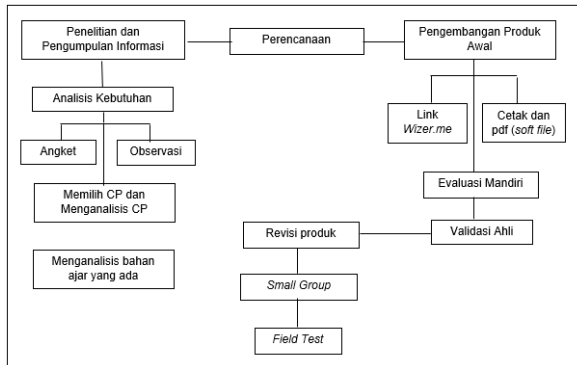 Penelitian dan
Pengumpulan Informasi
Perencanaan
Pengembangan Produk
Awal
Analisis Kebutuhan
Angket
Observasi
Memilih CP dan
Menganalisis CP
Menganalisis bahan
ajar yang ada
Link
Wizer.me
Cetak dan
pdf (soft file)
Evaluasi Mandiri
Validasi Ahli
Revisi produk
Small Group
Field Test